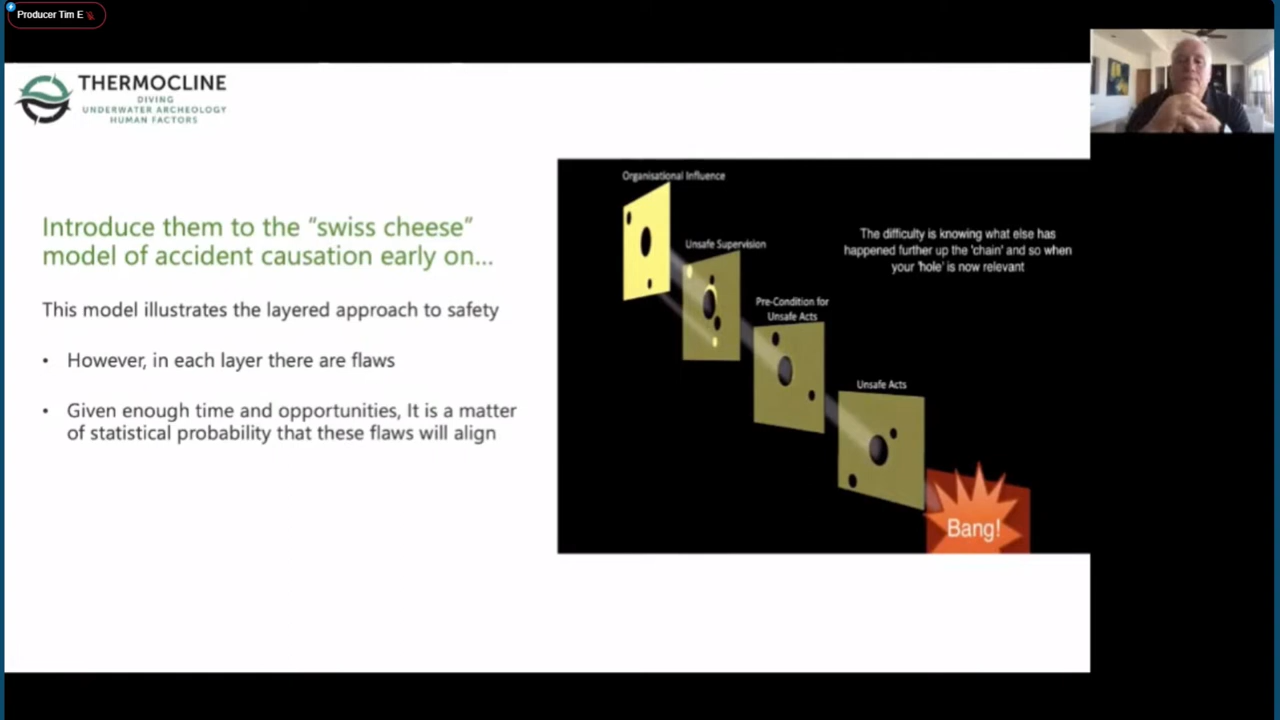 Producer Tim E
THERMOCLINE
DIVING
UNDERWATER ARCHEOLOGY
HUMAN FACTORS
Introduce them to the “swiss cheese”
model of accident causation early on...
This model illustrates the layered approach to safety
• However, in each layer there are flaws
• Given enough time and opportunities, It is a matter
of statistical probability that these flaws will align
Organisational Influence
Unsafe Supervision
Pre-Condition for
Unsafe Acts
Unsafe Acts
Bang!
The difficulty is knowing what else has
happened further up the 'chain' and so when
your 'hole' is now relevant